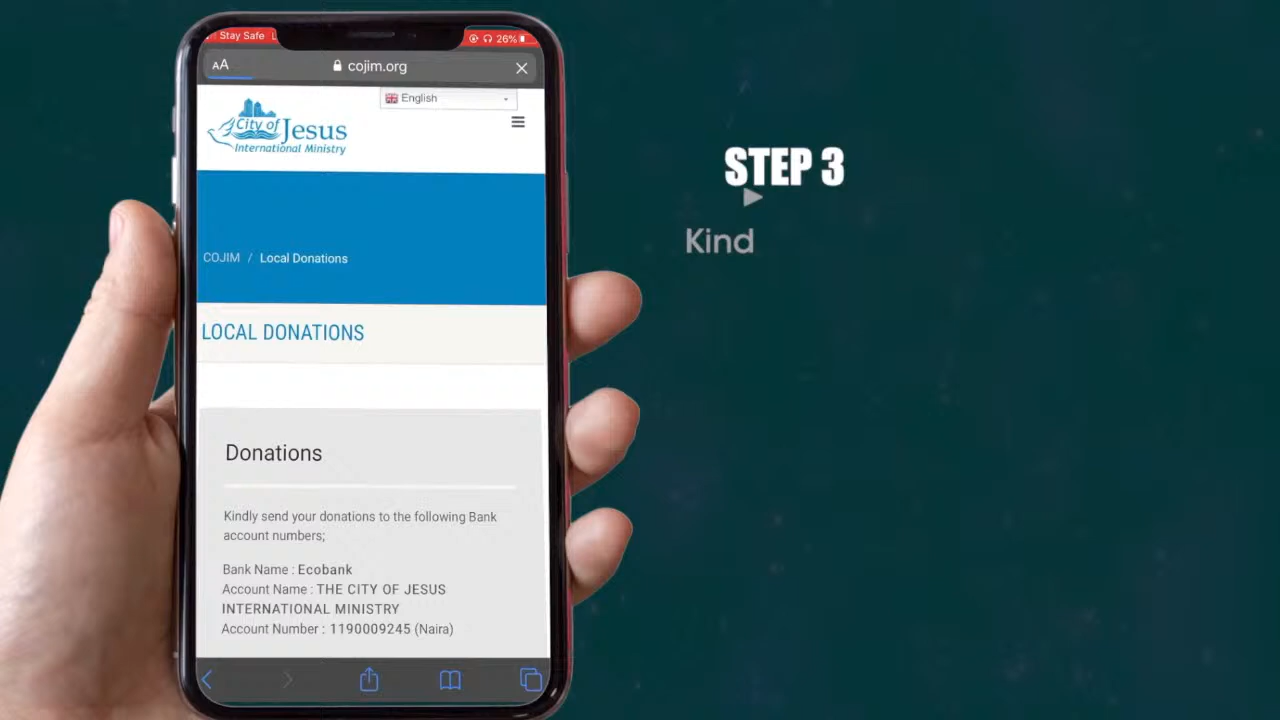 Stay Safe
26%
AA
cojim.org
English
City of Jesus
International Ministry
COJIM / Local Donations
LOCAL DONATIONS
Donations
Kindly send your donations to the following Bank
account numbers;
Bank Name : Ecobank
Account Name : THE CITY OF JESUS
INTERNATIONAL MINISTRY
Account Number : 1190009245 (Naira)
STEP 3
Kind